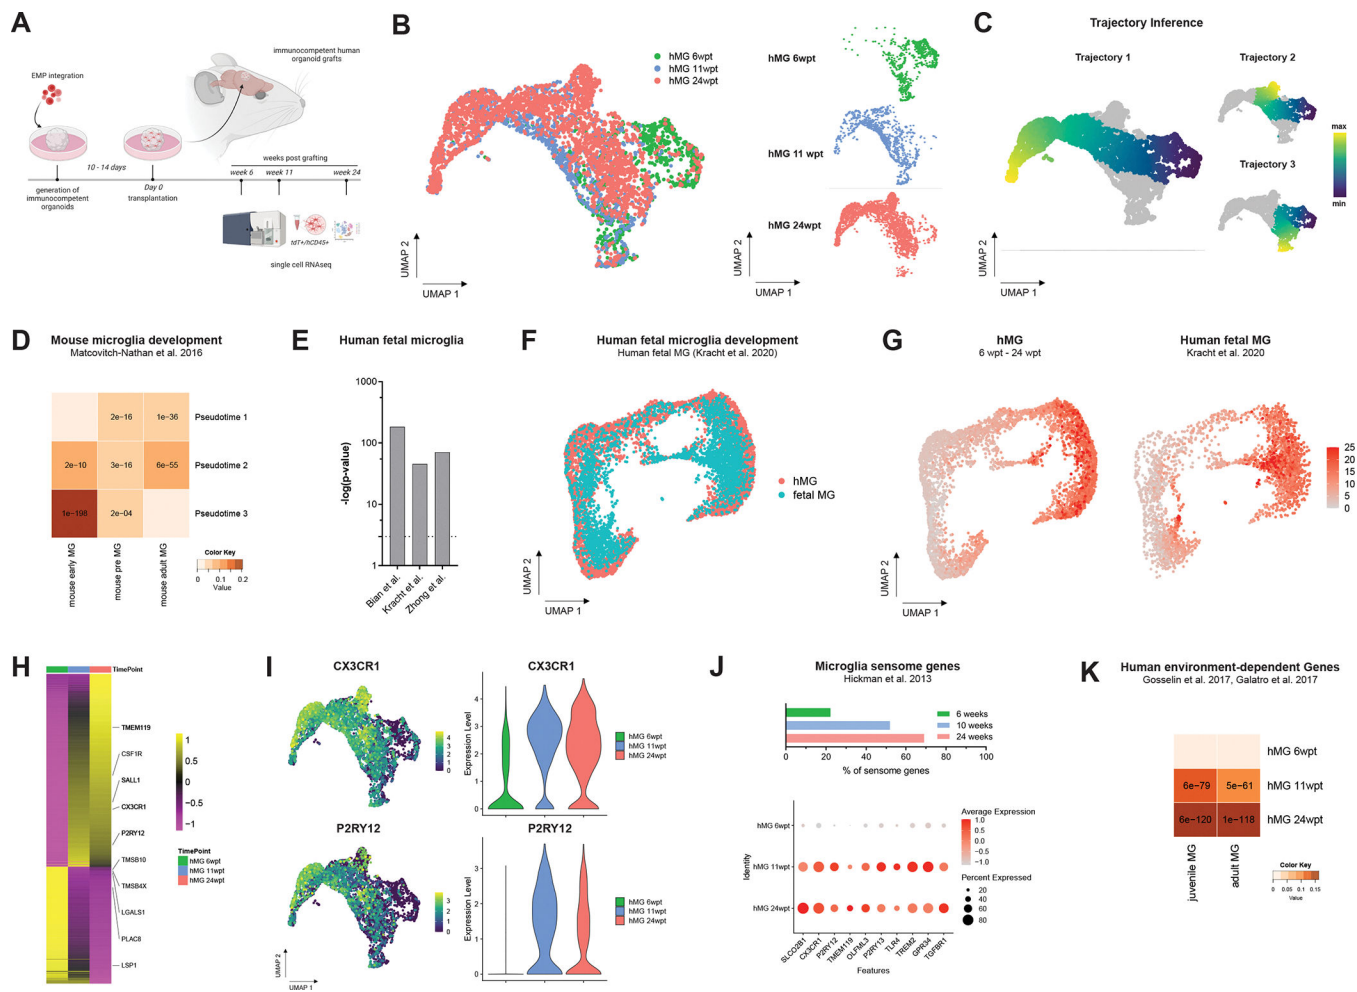 A
immunocompetent human
organoid grafts
EMP integration
10 - 14 days
weeks post grafting
week 6
week 11
week 24
generation of
immunocompetent
organoids
Day 0
transplantation
tdT+/hCD45+
single cell RNAseq
B
hMG 6wpt
hMG 11wpt
hMG 24wpt
UMAP 2
UMAP 1
hMG 6wpt
hMG 11 wpt
hMG 24wpt
UMAP 2
UMAP 1
C
Trajectory Inference
Trajectory 1
Trajectory 2
Trajectory 3
max
min
UMAP 2
UMAP 1
D
Mouse microglia development
Matcovitch-Nathan et al. 2016
2e-16
1e-36
Pseudotime 1
2e-10
3e-16
6e-55
Pseudotime 2
1e-198
2e-04
Pseudotime 3
mouse early MG
mouse pre MG
mouse adult MG
Color Key
0 0.1 0.2
Value
E
Human fetal microglia
-log(p-value)
1000
100
10
1
Bian et al.
Kracht et al.
Zhong et al.
F
Human fetal microglia development
Human fetal MG (Kracht et al. 2020)
hMG
fetal MG
UMAP 2
UMAP 1
G
hMG
6 wpt - 24 wpt
Human fetal MG
Kracht et al. 2020
25
20
15
10
5
0
UMAP 2
UMAP 1
H
TimePoint
TMEM119
CSF1R
SALL1
CX3CR1
P2RY12
TMSB10
TMSB4X
LGALS1
PLAC8
LSP1
1
0.5
0
-0.5
-1
TimePoint
hMG 6wpt
hMG 11wpt
hMG 24wpt
I
CX3CR1
4
3
2
1
0
CX3CR1
Expression Level
4
3
2
1
0
hMG 6wpt
hMG 11wpt
hMG 24wpt
P2RY12
3
2
1
0
UMAP 2
UMAP 1
P2RY12
Expression Level
3
2
1
0
hMG 6wpt
hMG 11wpt
hMG 24wpt
J
Microglia sensome genes
Hickman et al. 2013
6 weeks
10 weeks
24 weeks
0 20 40 60 80 100
% of sensome genes
Identity
hMG 6wpt
hMG 11wpt
hMG 24wpt
SLCO2B1
CX3CR1
P2RY12
TMEM119
OLFML3
P2RY13
TLR4
TREM2
GPR34
TGFBR1
Features
Average Expression
1.0
0.5
0.0
-0.5
-1.0
Percent Expressed
20
40
60
80
K
Human environment-dependent Genes
Gosselin et al. 2017, Galatro et al. 2017
hMG 6wpt
6e-79
5e-61
hMG 11wpt
6e-120
1e-118
hMG 24wpt
juvenile MG
adult MG
Color Key
0 0.05 0.1 0.15
Value